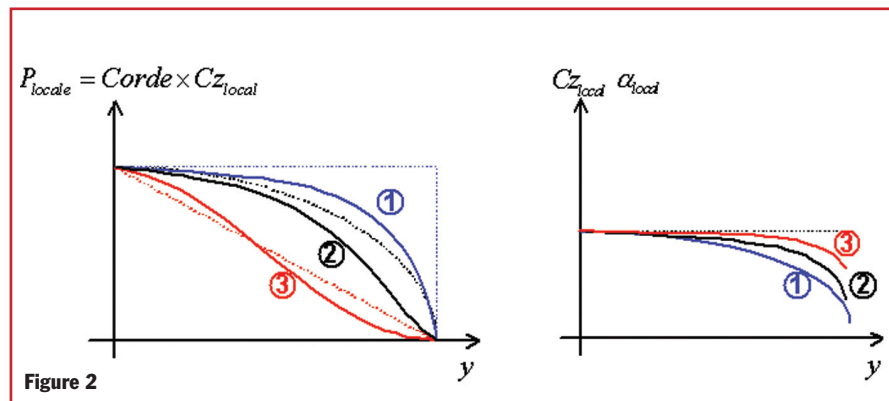 P_locale = Corde × Cz_local
Cz_local α_local
1
2
3
3
2
1
y
y
Figure 2